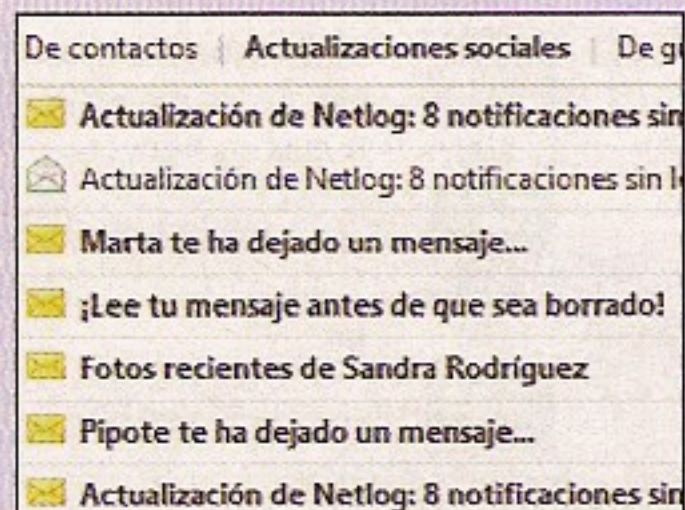 De contactos | Actualizaciones sociales | De
Actualización de Netlog: 8 notificaciones sin
Actualización de Netlog: 8 notificaciones sin
Marta te ha dejado un mensaje...
¡Lee tu mensaje antes de que sea borrado!
Fotos recientes de Sandra Rodríguez
Pipote te ha dejado un mensaje...
Actualización de Netlog: 8 notificaciones sin